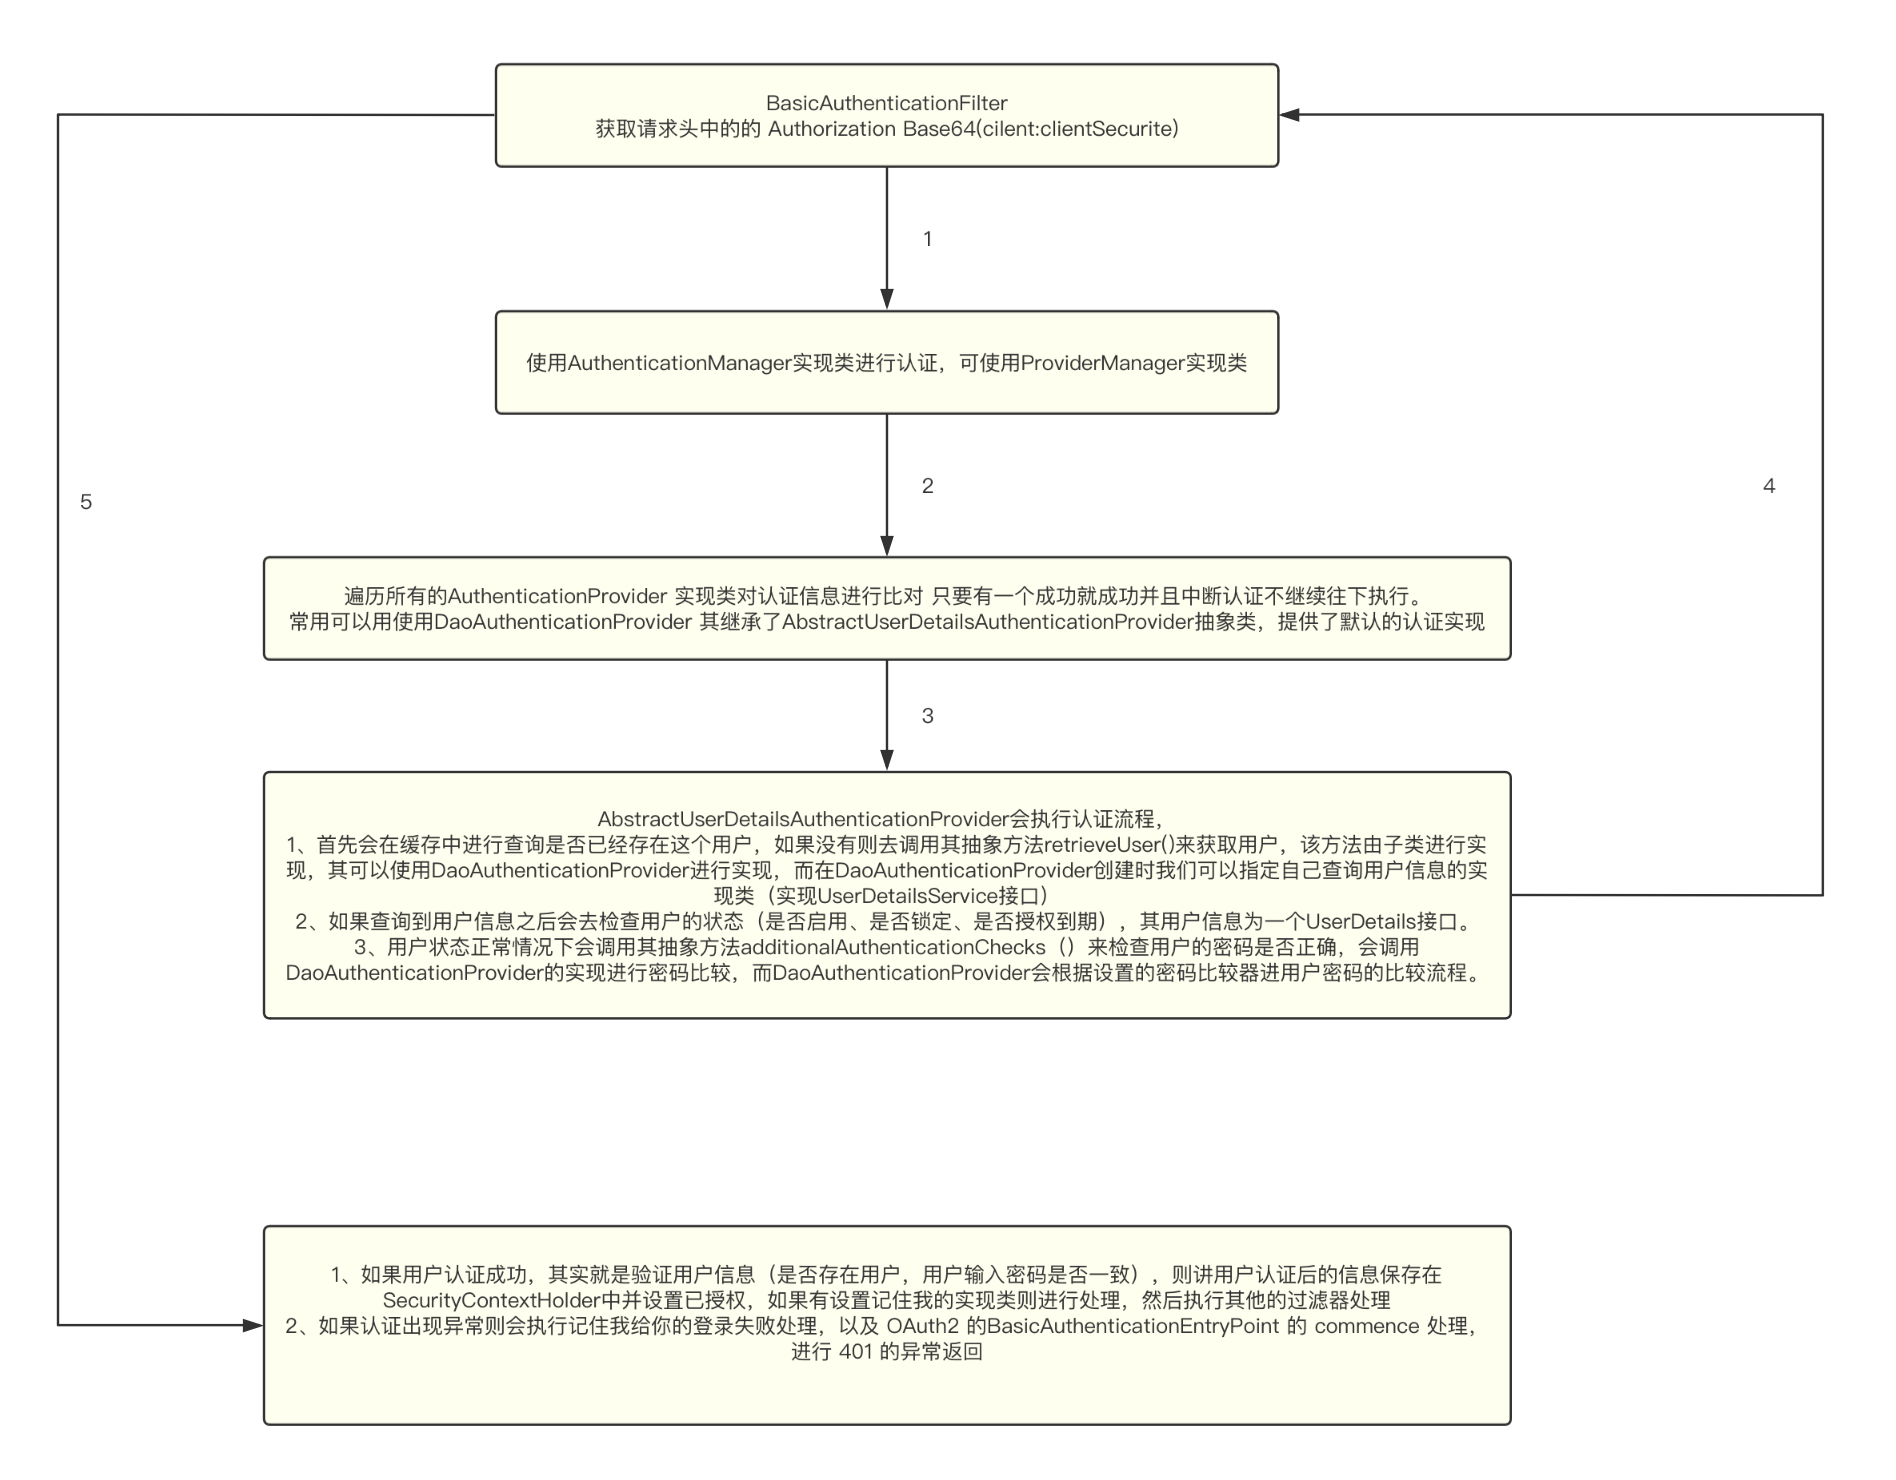 BasicAuthenticationFilter
获取请求头中的的 Authorization Base64(cilent:clientSecurite)
1
使用AuthenticationManager实现类进行认证，可使用ProviderManager实现类
2
4
5
遍历所有的AuthenticationProvider 实现类对认证信息进行比对 只要有一个成功就成功并且中断认证不继续往下执行。
常用可以用使用DaoAuthenticationProvider 其继承了AbstractUserDetailsAuthenticationProvider抽象类，提供了默认的认证实现
3
AbstractUserDetailsAuthenticationProvider会执行认证流程，
1、首先会在缓存中进行查询是否已经存在这个用户，如果没有则去调用其抽象方法retrieveUser()来获取用户，该方法由子类进行实
现，其可以使用DaoAuthenticationProvider进行实现，而在DaoAuthenticationProvider创建时我们可以指定自己查询用户信息的实
现类（实现UserDetailsService接口）
2、如果查询到用户信息之后会去检查用户的状态（是否启用、是否锁定、是否授权到期），其用户信息为一个UserDetails接口。
3、用户状态正常情况下会调用其抽象方法additionalAuthenticationChecks（）来检查用户的密码是否正确，会调用
DaoAuthenticationProvider的实现进行密码比较，而DaoAuthenticationProvider会根据设置的密码比较器进用户密码的比较流程。
1、如果用户认证成功，其实就是验证用户信息（是否存在用户，用户输入密码是否一致），则讲用户认证后的信息保存在
SecurityContextHolder中并设置已授权，如果有设置记住我的实现类则进行处理，然后执行其他的过滤器处理
2、如果认证出现异常则会执行记住我给你的登录失败处理，以及 OAuth2 的BasicAuthenticationEntryPoint 的 commence 处理，
进行 401 的异常返回